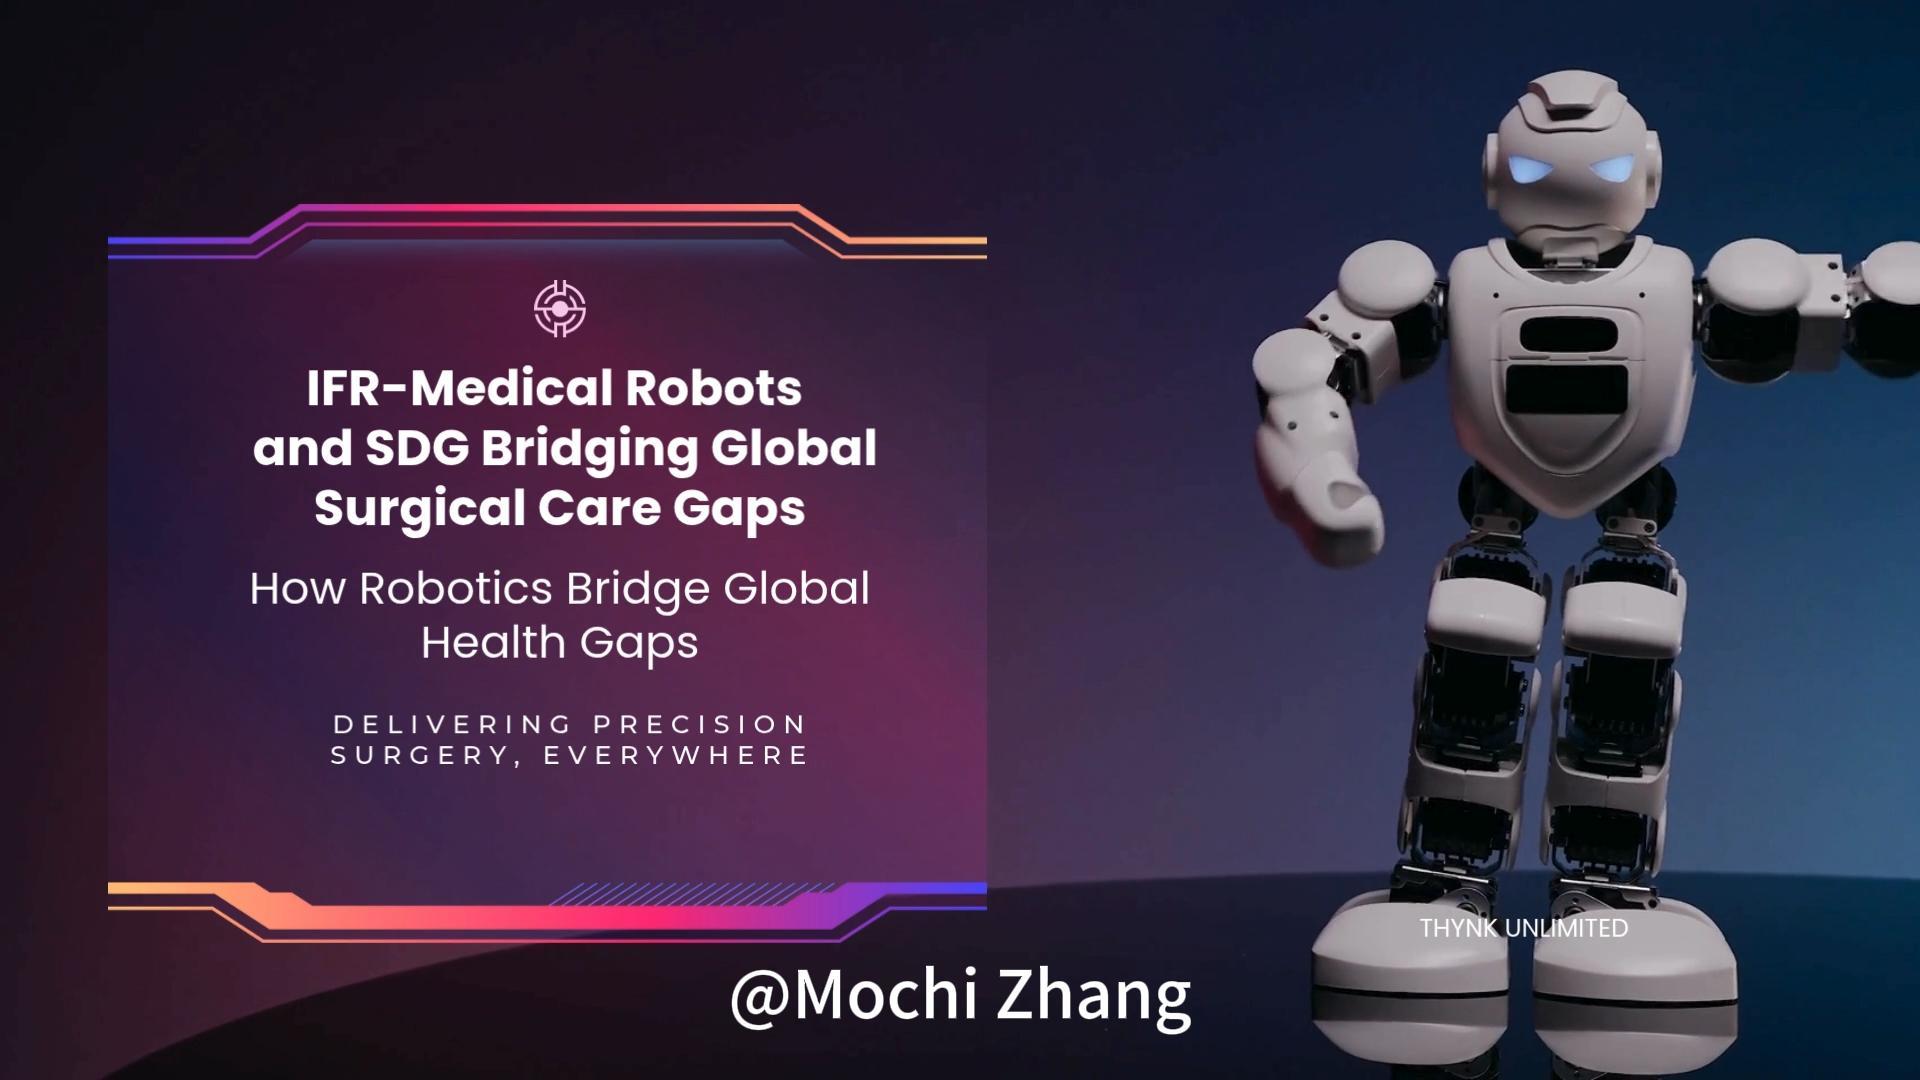 IFR-Medical Robots
and SDG Bridging Global
Surgical Care Gaps
How Robotics Bridge Global
Health Gaps
DELIVERING PRECISION
SURGERY, EVERYWHERE
THYNK UNLIMITED
@Mochi Zhang